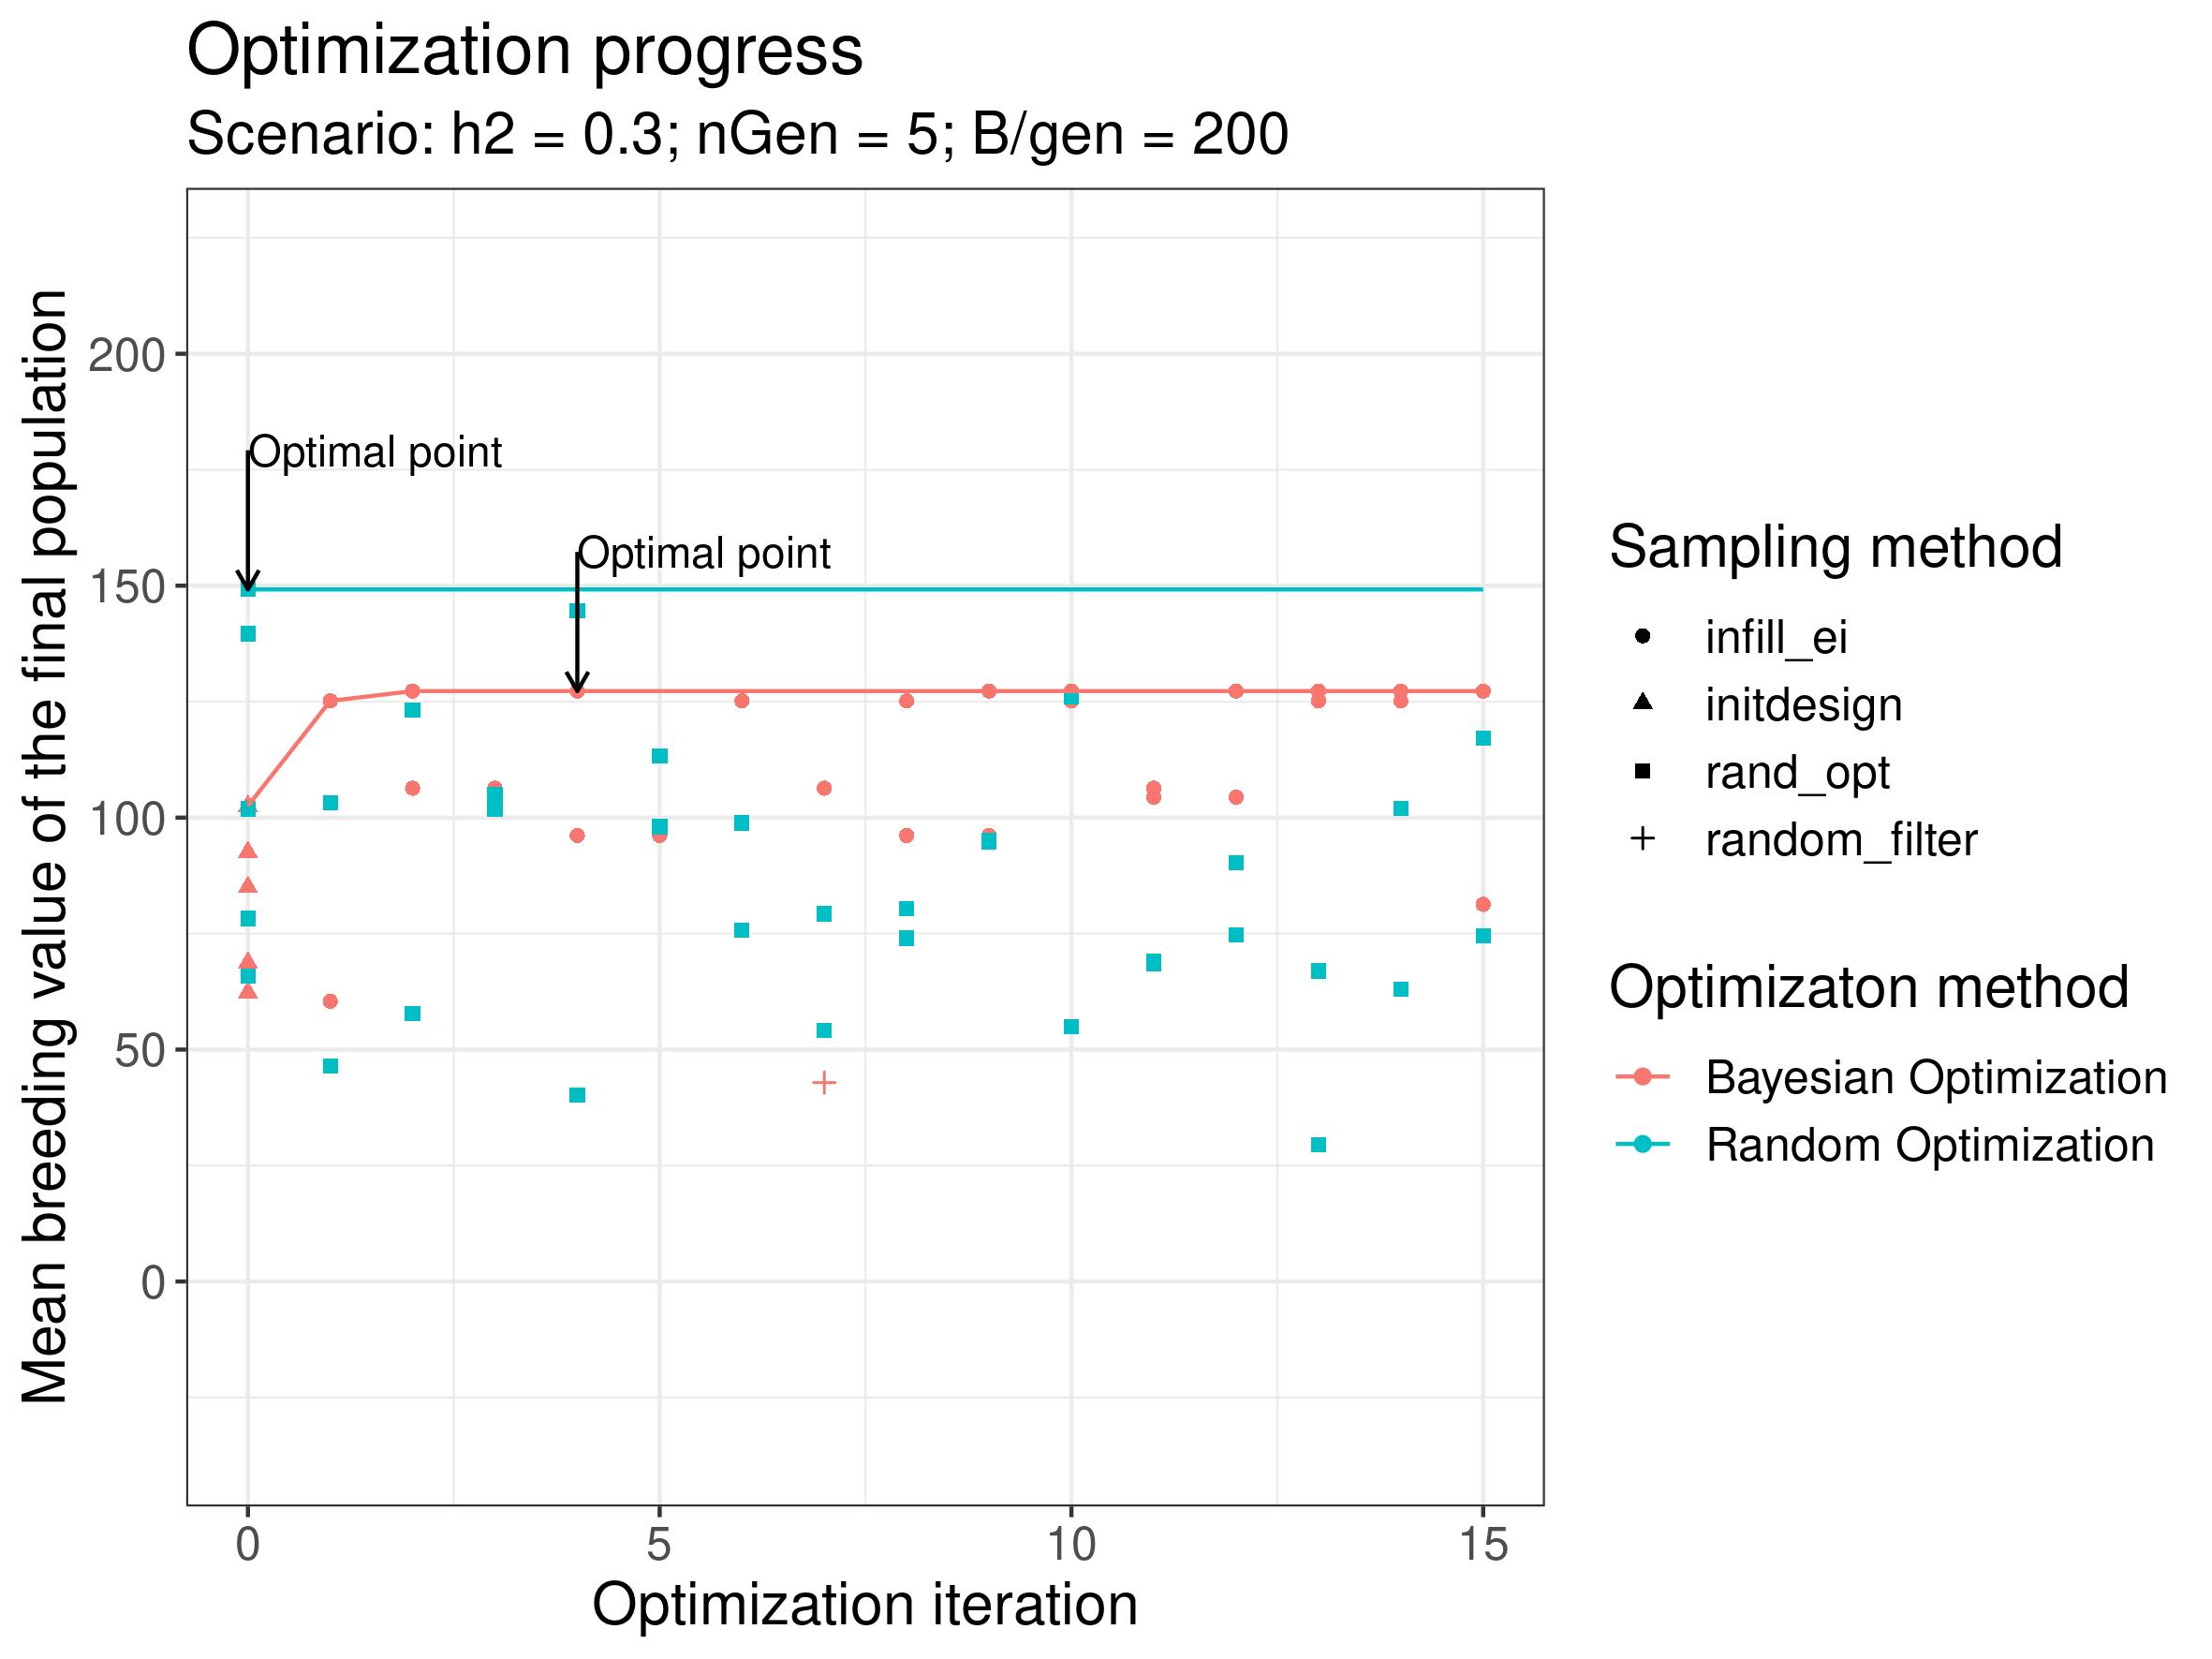 Optimization progress
Scenario: h2 = 0.3; nGen = 5; B/gen = 200
Mean breeding value of the final population
200
150
100
50
0
Optimal point
Optimal point
0
5
10
15
Optimization iteration
Sampling method
infill_ei
initdesign
rand_opt
random_filter
Optimizaton method
Bayesian Optimization
Random Optimization